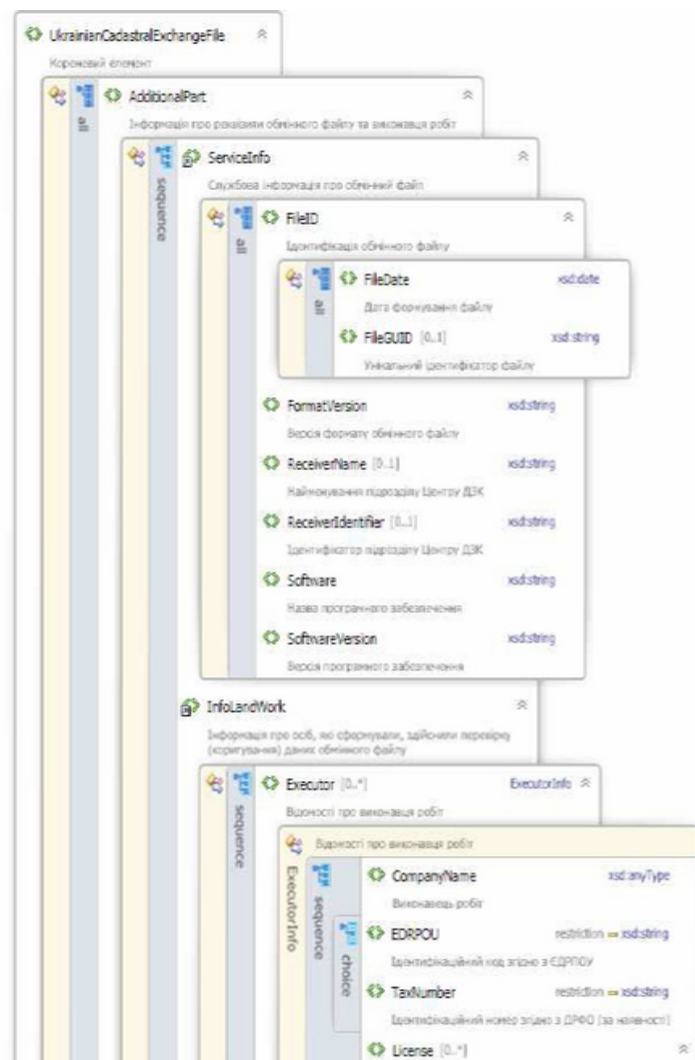 UkrainianCadastralExchangeFile
Кореневий елемент
all
AdditionalPart
Інформація про реквізити обмінного файлу та виконавця робіт
sequence
ServiceInfo
Службова інформація про обмінний файл
all
FileID
Ідентифікація обмінного файлу
all
FileDate xsd:date
Дата формування файлу
FileGUID [0..1] xsd:string
Унікальний ідентифікатор файлу
FormatVersion xsd:string
Версія формату обмінного файлу
ReceiverName [0..1] xsd:string
Найменування підрозділу Центру ДЗК
ReceiverIdentifier [0..1] xsd:string
Ідентифікатор підрозділу Центру ДЗК
Software xsd:string
Назва програмного забезпечення
SoftwareVersion xsd:string
Версія програмного забезпечення
InfoLandWork
Інформація про осіб, які сформували, здійснили перевірку
(коригування) даних обмінного файлу
sequence
Executor [0..*] ExecutorInfo
Відомості про виконавця робіт
Відомості про виконавця робіт
ExecutorInfo
sequence
CompanyName xsd:anyType
Виконавець робіт
choice
EDRPOU restriction xsd:string
Ідентифікаційний код згідно з ЄДРПОУ
TaxNumber restriction xsd:string
Ідентифікаційний номер згідно з ДРФО (за наявності)
License [0..*]